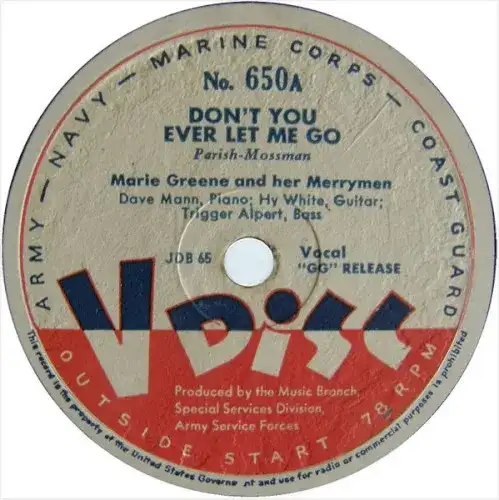 ARMY — NAVY — MARINE CORPS — COAST GUARD
No. 650A
DON'T YOU
EVER LET ME GO
Parish-Mossman
Marie Greene and her Merrymen
Dave Mann, Piano; Hy White, Guitar;
Trigger Alpert, Bass
JDB 65
Vocal
"GG" RELEASE
V DISC
Produced by the Music Branch,
Special Services Division,
Army Service Forces
OUTSIDE START 78 RPM
This record is the property of the United States Government and use for radio or commercial purposes is prohibited